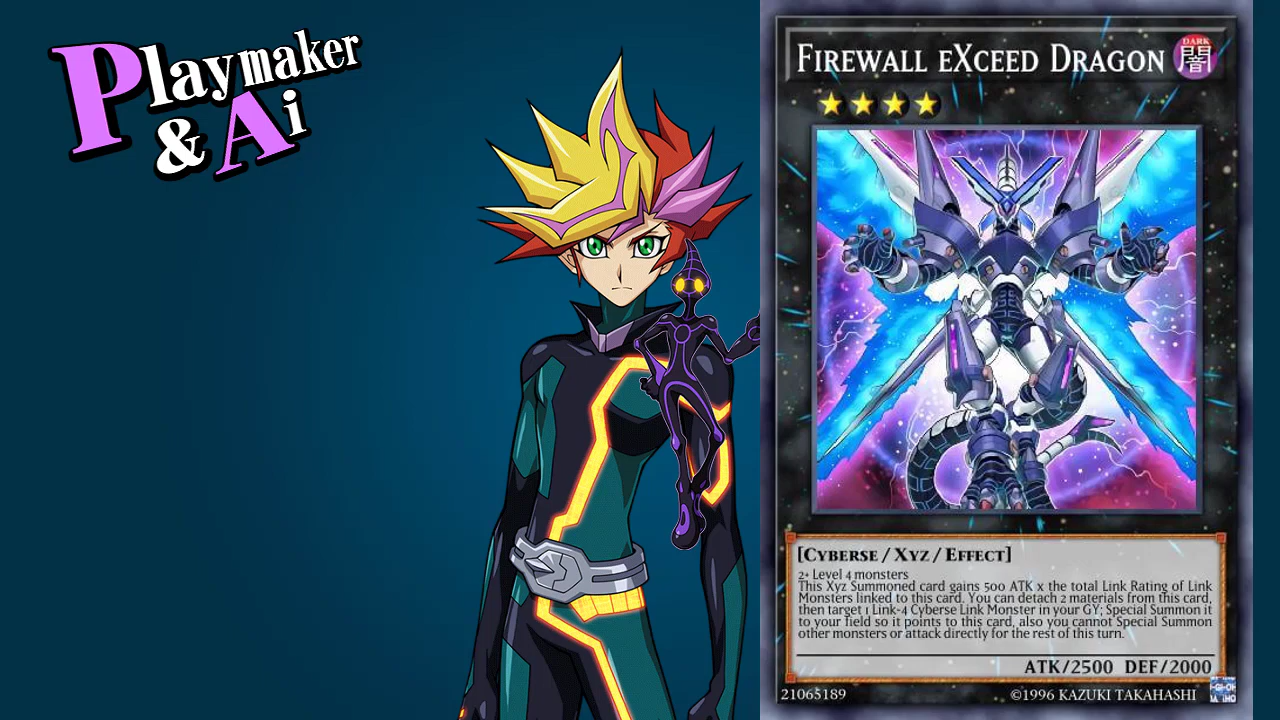 Playmaker
& Ai
FIREWALL EXCEED DRAGON
DARK
闇
[CYBERSE / XYZ / EFFECT]
2+ Level 4 monsters
This Xyz Summoned card gains 500 ATK x the total Link Rating of Link
Monsters linked to this card. You can detach 2 materials from this card,
then target 1 Link-4 Cyberse Link Monster in your GY; Special Summon it
to your field so it points to this card, also you cannot Special Summon
other monsters or attack directly for the rest of this turn.
ATK/2500 DEF/2000
21065189
©1996 KAZUKI TAKAHASHI